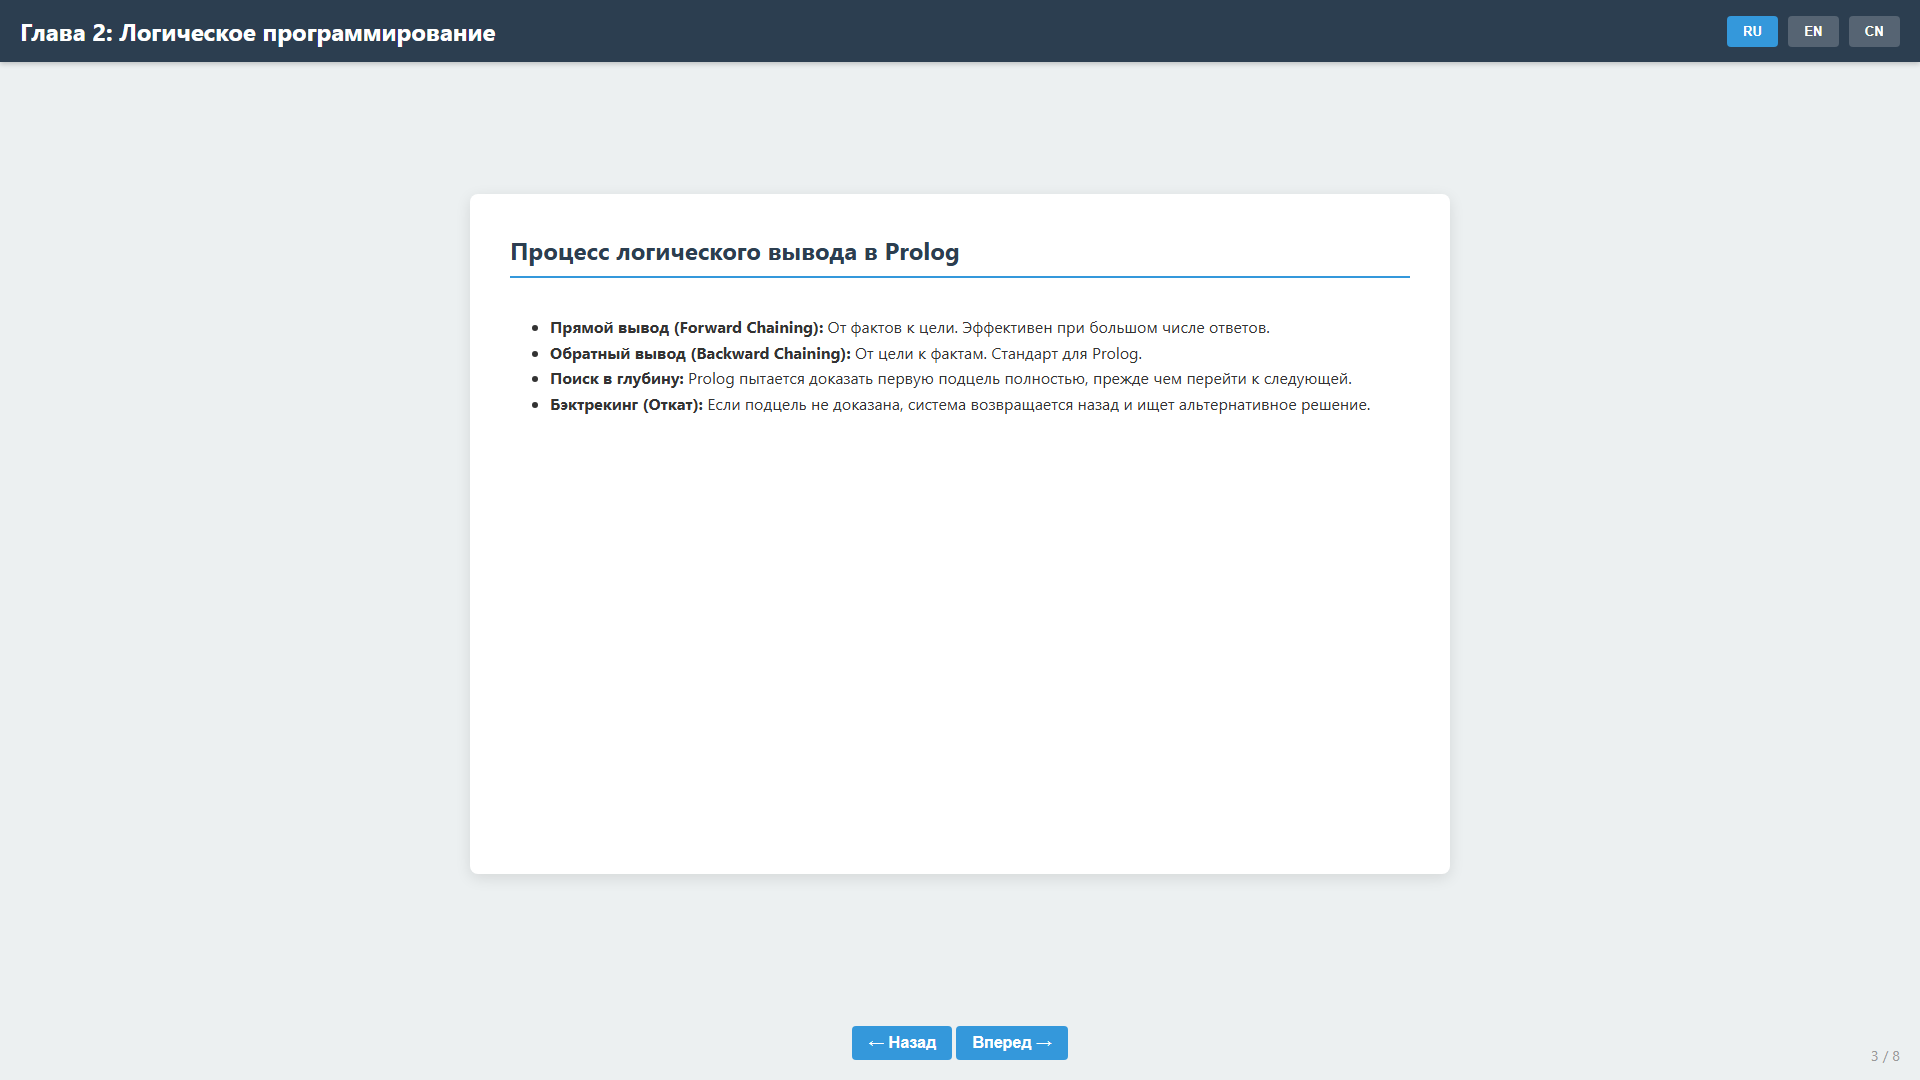 Глава 2: Логическое программирование
RU
EN
CN
Процесс логического вывода в Prolog
• Прямой вывод (Forward Chaining): От фактов к цели. Эффективен при большом числе ответов.
• Обратный вывод (Backward Chaining): От цели к фактам. Стандарт для Prolog.
• Поиск в глубину: Prolog пытается доказать первую подцель полностью, прежде чем перейти к следующей.
• Бэктрекинг (Откат): Если подцель не доказана, система возвращается назад и ищет альтернативное решение.
← Назад
Вперед →
3 / 8